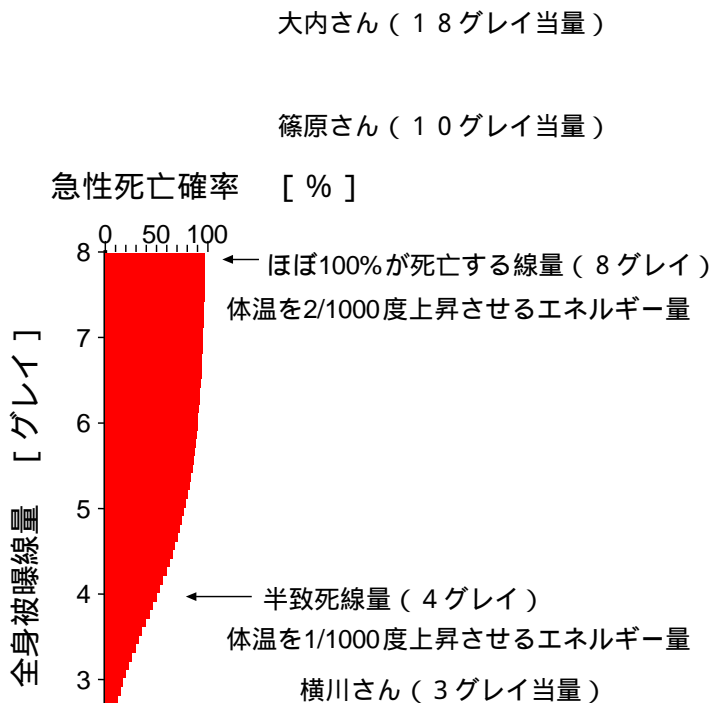 大内さん（１８グレイ当量）
篠原さん（１０グレイ当量）
急性死亡確率 [％]
0 50 100
8
ほぼ100%が死亡する線量（８グレイ）
体温を2/1000度上昇させるエネルギー量
7
6
5
4
半致死線量（４グレイ）
体温を1/1000度上昇させるエネルギー量
3
横川さん（３グレイ当量）
全身被曝線量 [グレイ]